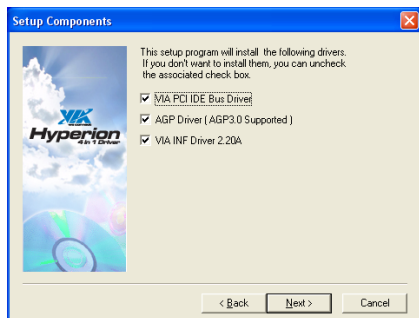 Setup Components
This setup program will install the following drivers.
If you don't want to install them, you can uncheck
the associated check box.
VIA PCI IDE Bus Driver
AGP Driver ( AGP3.0 Supported )
VIA INF Driver 2.20A
VIA
Hyperion
4 in 1 Driver
< Back
Next >
Cancel